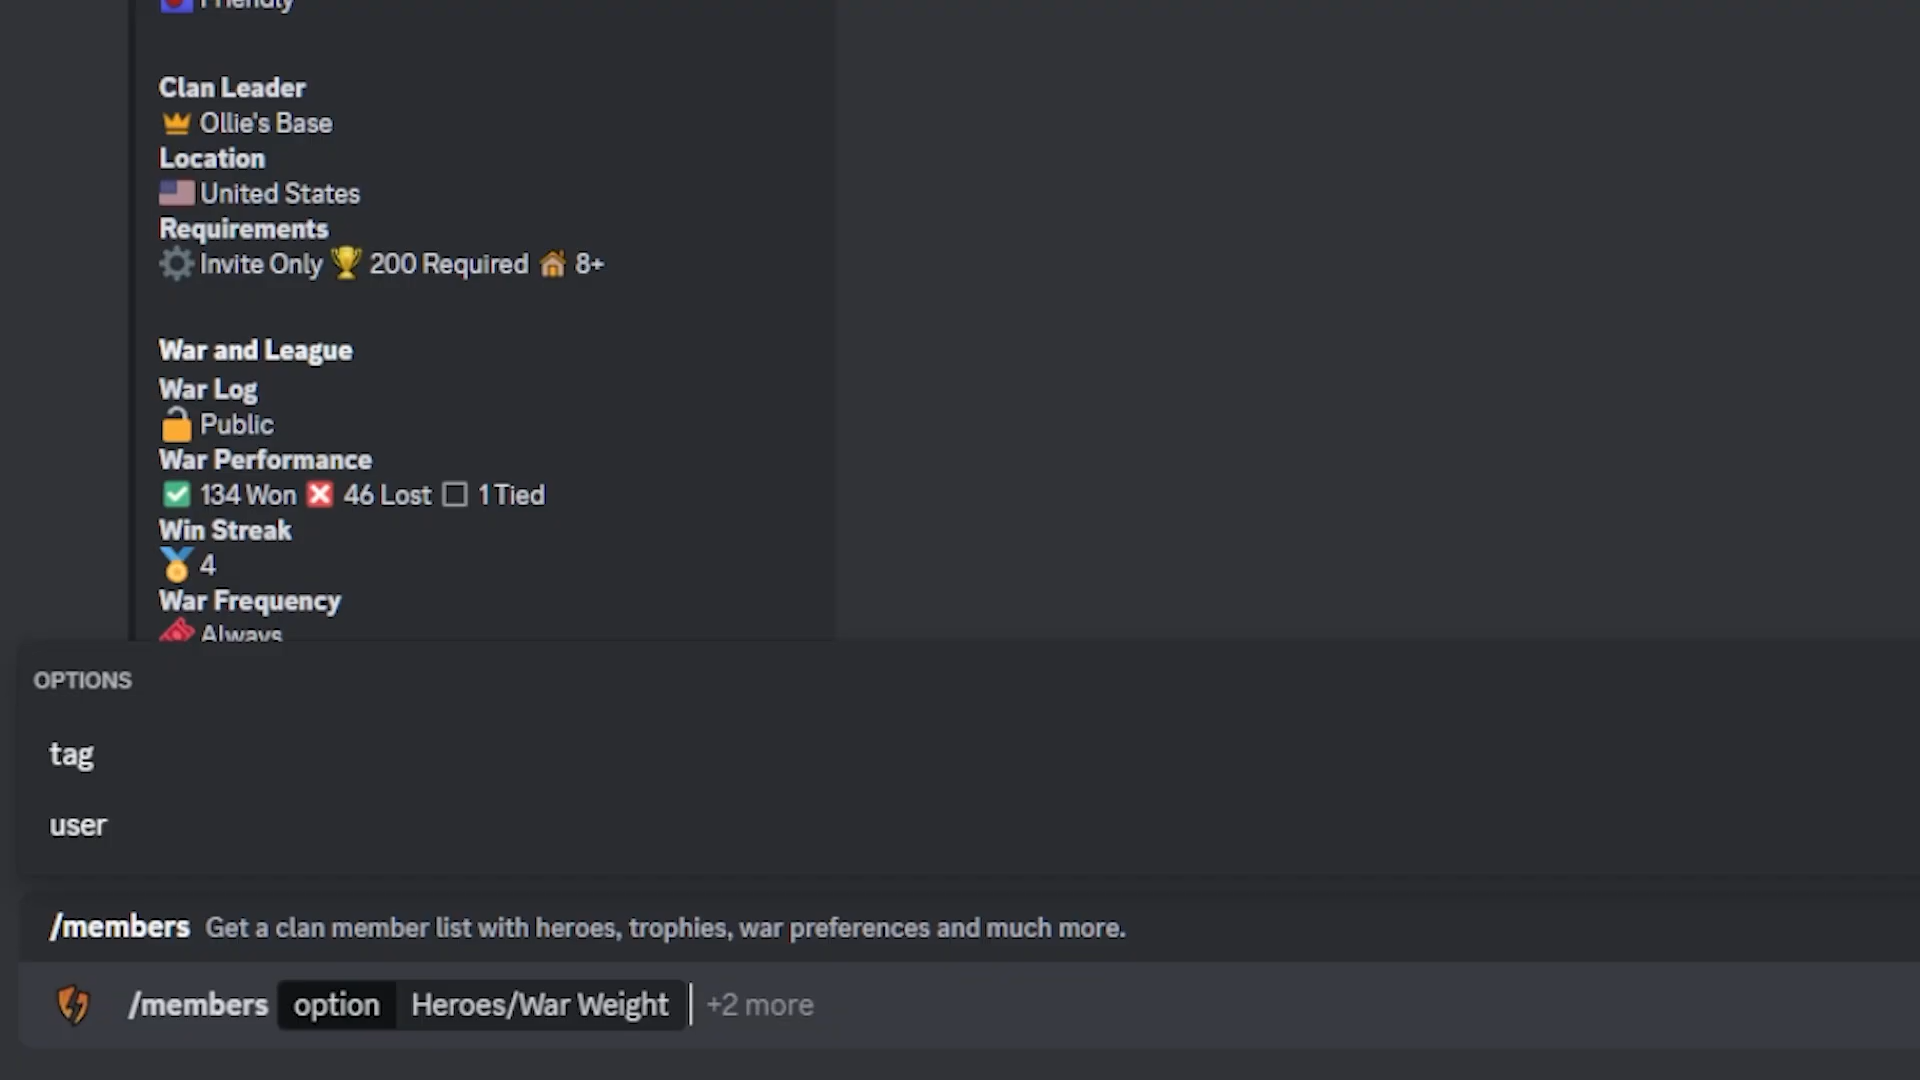 Friendly
Clan Leader
Ollie's Base
Location
United States
Requirements
Invite Only 200 Required 8+
War and League
War Log
Public
War Performance
134 Won 46 Lost 1 Tied
Win Streak
4
War Frequency
Always
OPTIONS
tag
user
/members Get a clan member list with heroes, trophies, war preferences and much more.
/members option Heroes/War Weight +2 more